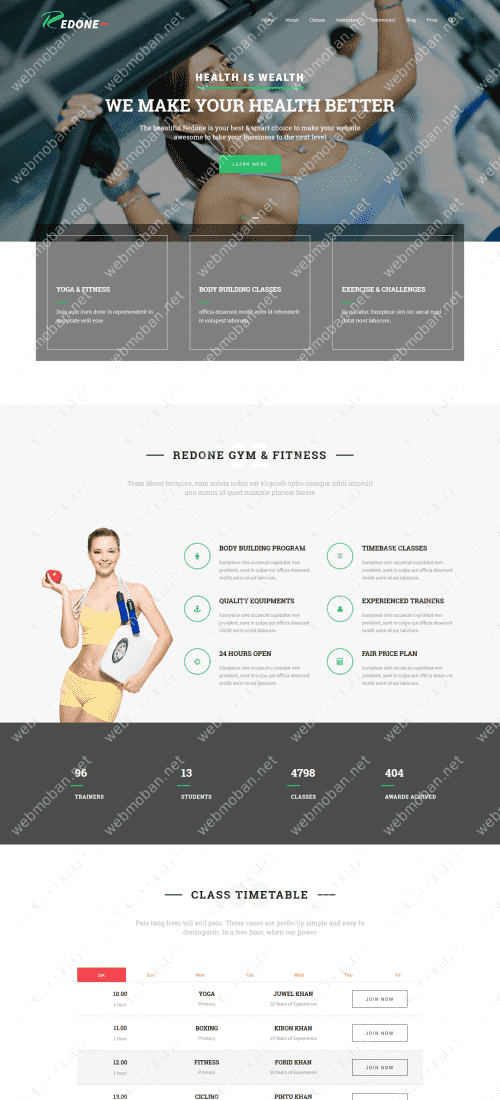 REDONE
Home About Classes Instructors Testimonial Blog Price
HEALTH IS WEALTH
WE MAKE YOUR HEALTH BETTER
The beautiful Redone is your best & smart choice to make your website
awesome to take your buesiness to the next level
LEARN MORE
YOGA & FITNESS
Duis aute irure dolor in reprehenderit in
voluptate velit esse
BODY BUILDING CLASSES
officia deserunt mollit anim id rehenderit
in volupest laborum.
EXERCISE & CHALLENGES
lla pariatur. Excepteur sint occ aecat cupi
datat nont laborum.
REDONE GYM & FITNESS
Team libero tempore, cum soluta nobis est eligendi optio cumque nihil impedit
quo minus id quod maxime placeat facere
BODY BUILDING PROGRAM
Excepteur sint occaecat cupidatat non
proident, sunt in culpa qui officia deserunt
mollit anim id est laborum.
TIMEBASE CLASSES
Excepteur sint occaecat cupidatat non
proident, sunt in culpa qui officia deserunt
mollit anim id est laborum.
QUALITY EQUIPMENTS
Excepteur sint occaecat cupidatat non
proident, sunt in culpa qui officia deserunt
mollit anim id est laborum.
EXPERIENCED TRAINERS
Excepteur sint occaecat cupidatat non
proident, sunt in culpa qui officia deserunt
mollit anim id est laborum.
24 HOURS OPEN
Excepteur sint occaecat cupidatat non
proident, sunt in culpa qui officia deserunt
mollit anim id est laborum.
FAIR PRICE PLAN
Excepteur sint occaecat cupidatat non
proident, sunt in culpa qui officia deserunt
mollit anim id est laborum.
96 13 4798 404
TRAINERS STUDENTS CLASSES AWARDS
CLASS TIMETABLE
Pais tang from toil and pain. These cases are perfectly simple and easy to
distinguish. In a free hour, when our power
Sat Sun Mon Tue Wed Thu Fri
10.00 YOGA JUWEL KHAN JOIN NOW
1 hour Primary 20 Years of Experience
11.00 BOXING KIRON KHAN JOIN NOW
1 hour Primary 20 Years of Experience
12.00 FITNESS FORID KHAN JOIN NOW
1 hour Primary 20 Years of Experience
13.00 CICLING PINTU KHAN
webmoban.net